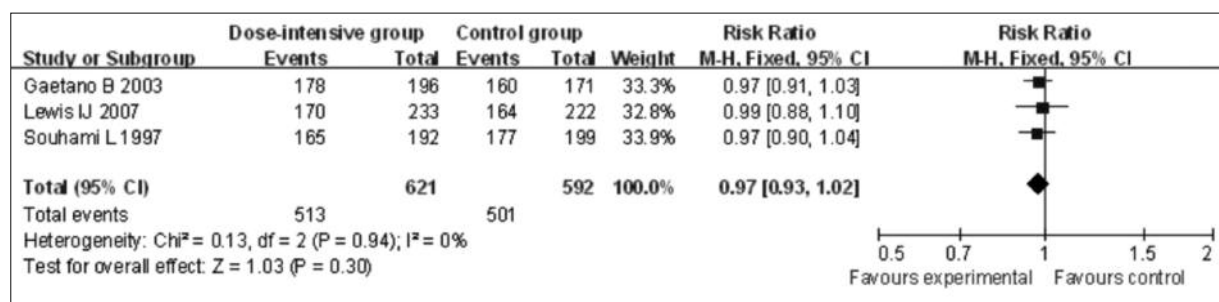 Dose-intensive group Control group Risk Ratio Risk Ratio
Study or Subgroup Events Total Events Total Weight M-H, Fixed, 95% CI M-H, Fixed, 95% CI
Gaetano B 2003 178 196 160 171 33.3% 0.97 [0.91, 1.03]
Lewis IJ 2007 170 233 164 222 32.8% 0.99 [0.88, 1.10]
Souhami L 1997 165 192 177 199 33.9% 0.97 [0.90, 1.04]
Total (95% CI) 621 592 100.0% 0.97 [0.93, 1.02]
Total events 513 501
Heterogeneity: Chi² = 0.13, df = 2 (P = 0.94); I² = 0%
Test for overall effect: Z = 1.03 (P = 0.30)
0.5 0.7 1 1.5 2
Favours experimental Favours control